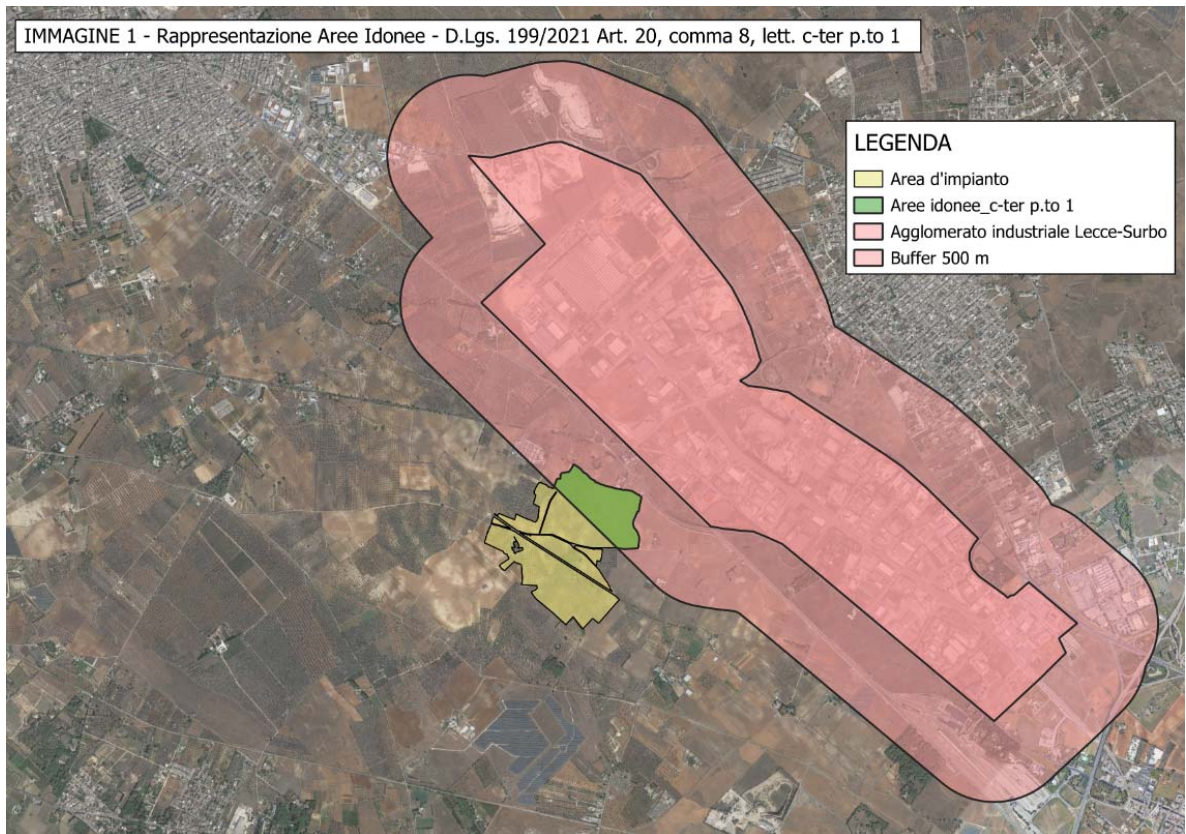 IMMAGINE 1 - Rappresentazione Aree Idonee - D.Lgs. 199/2021 Art. 20, comma 8, lett. c-ter p.to 1
LEGENDA
Area d'impianto
Aree idonee_c-ter p.to 1
Agglomerato industriale Lecce-Surbo
Buffer 500 m